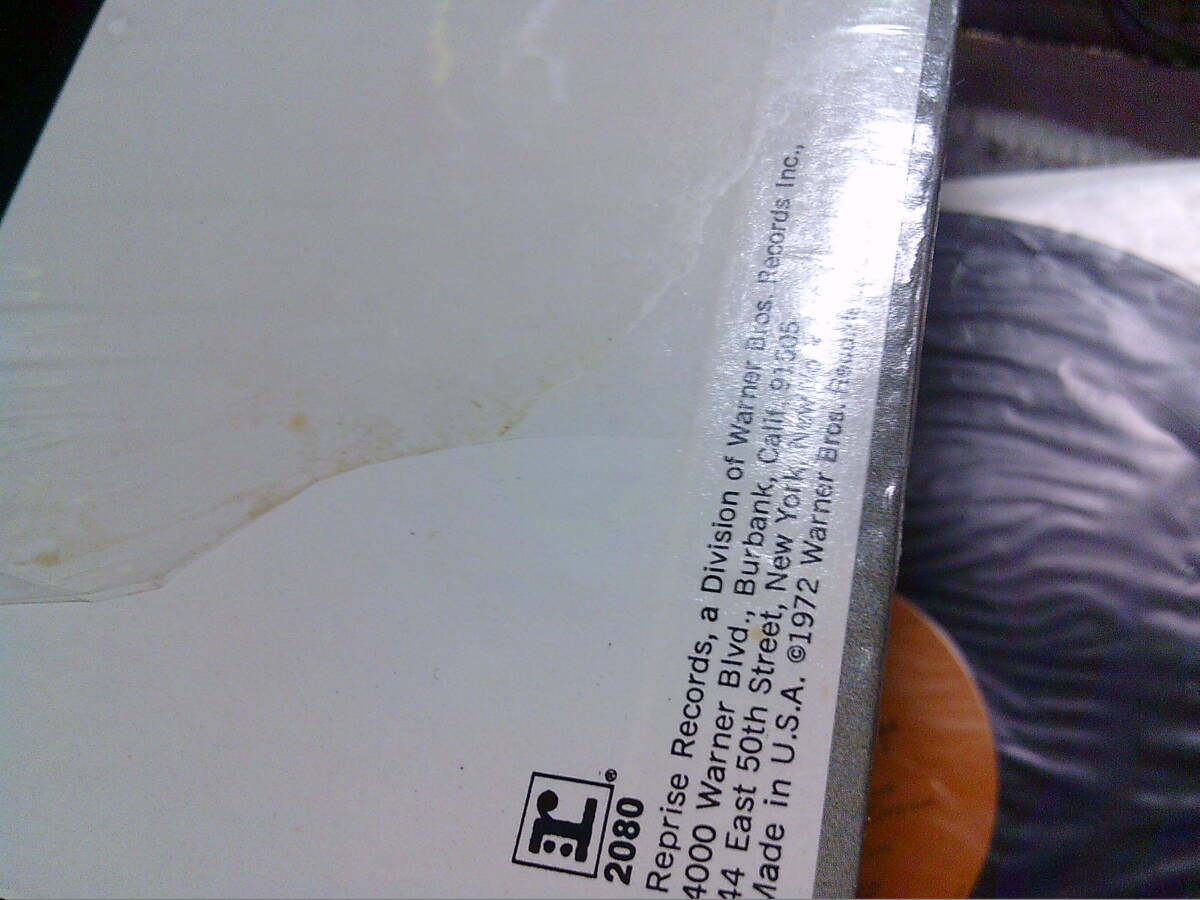 r:®
2080
Reprise Records, a Division of Warner Bros. Records Inc.,
4000 Warner Blvd., Burbank, Calif. 91505
44 East 50th Street, New York, New
Made in U.S.A. ©1972 Warner Bros.